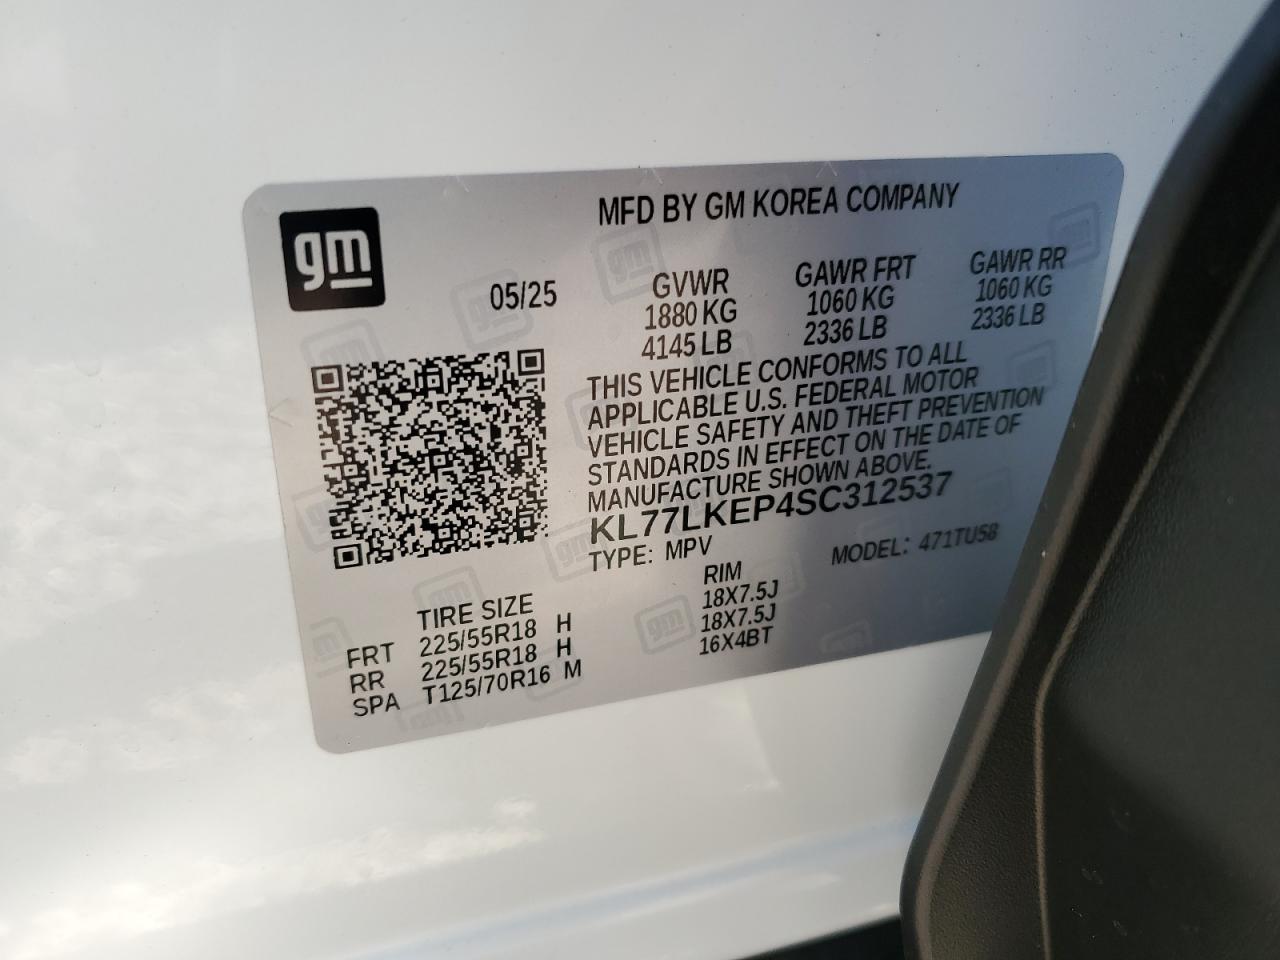 gm
MFD BY GM KOREA COMPANY
05/25
GVWR GAWR FRT GAWR RR
1880 KG 1060 KG 1060 KG
4145 LB 2336 LB 2336 LB
THIS VEHICLE CONFORMS TO ALL
APPLICABLE U.S. FEDERAL MOTOR
VEHICLE SAFETY AND THEFT PREVENTION
STANDARDS IN EFFECT ON THE DATE OF
MANUFACTURE SHOWN ABOVE.
KL77LKEP4SC312537
TYPE: MPV MODEL: 471TU58
TIRE SIZE RIM
FRT 225/55R18 H 18X7.5J
RR 225/55R18 H 18X7.5J
SPA T125/70R16 M 16X4BT